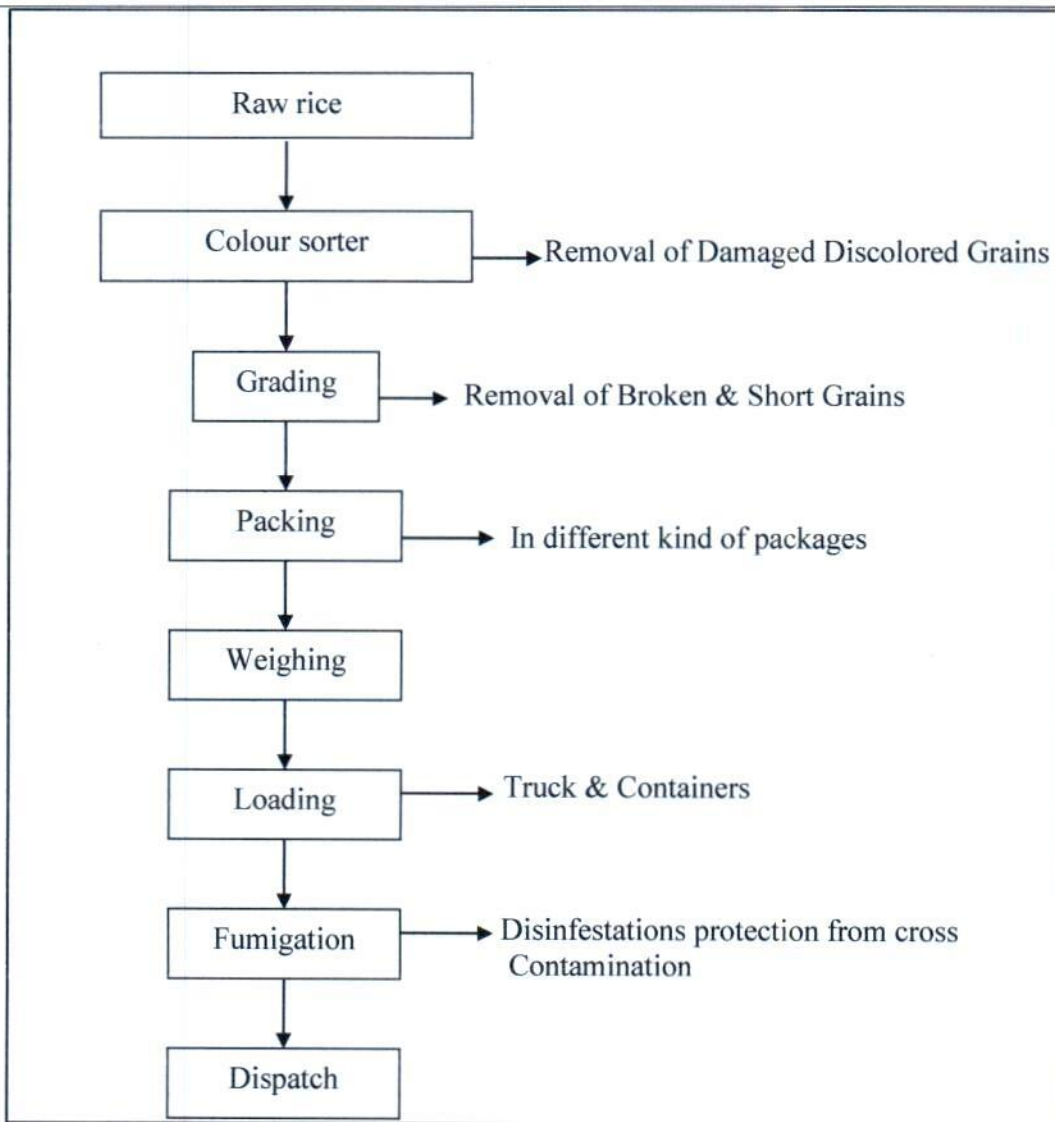 Raw rice
Colour sorter
Removal of Damaged Discolored Grains
Grading
Removal of Broken & Short Grains
Packing
In different kind of packages
Weighing
Loading
Truck & Containers
Fumigation
Disinfestations protection from cross
Contamination
Dispatch